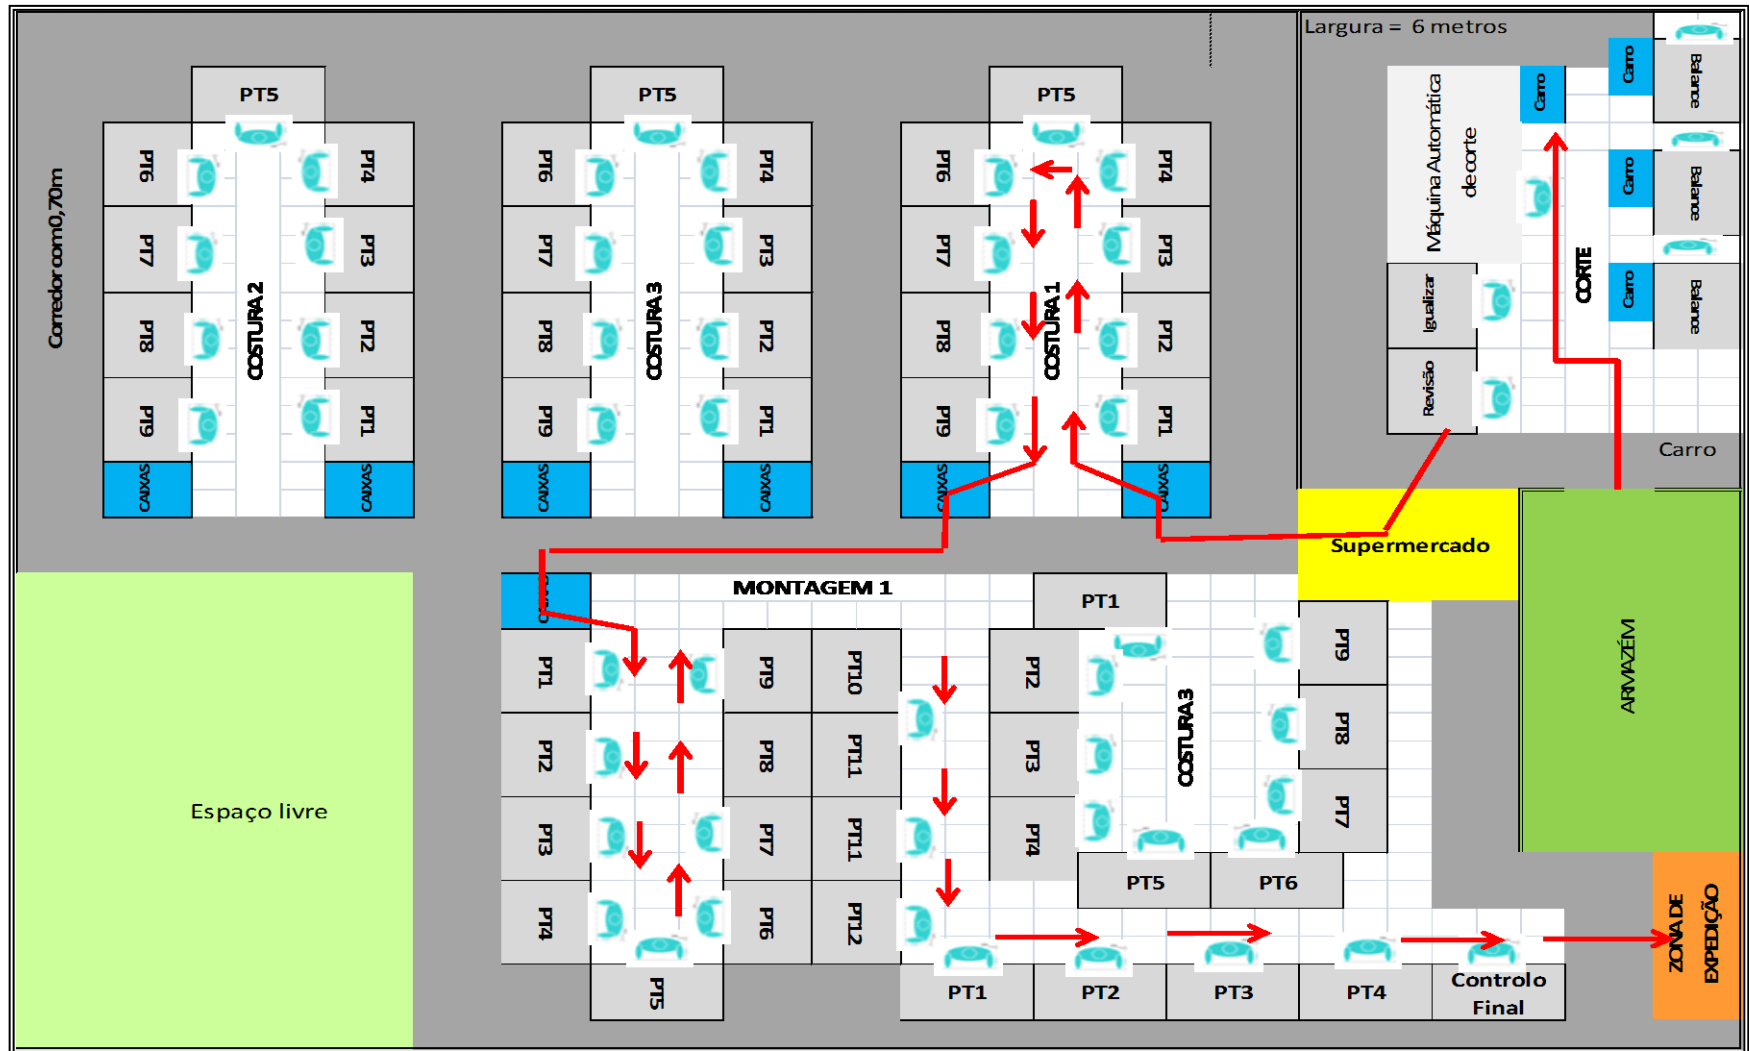 Largura = 6 metros
PT5
PT5
PT5
Corredor com 0,70m
PT6
PT7
PT8
PT9
CAIXAS
COSTURA 2
PT4
PT3
PT2
PT1
CAIXAS
PT6
PT7
PT8
PT9
CAIXAS
COSTURA 3
PT4
PT3
PT2
PT1
CAIXAS
PT6
PT7
PT8
PT9
CAIXAS
COSTURA 1
PT4
PT3
PT2
PT1
CAIXAS
Máquina Automática
de corte
Igualizar
Revisão
Carro
CORTE
Carro
Carro
Carro
Balance
Balance
Balance
Carro
Supermercado
ARMAZÉM
Espaço livre
MONTAGEM 1
PT1
PT2
PT3
PT4
PT5
PT9
PT8
PT7
PT6
PT10
PT11
PT11
PT12
PT1
PT2
PT3
PT4
COSTURA 3
PT9
PT8
PT7
PT5
PT6
PT1
PT2
PT3
PT4
Controlo
Final
ZONA DE
EXPEDIÇÃO